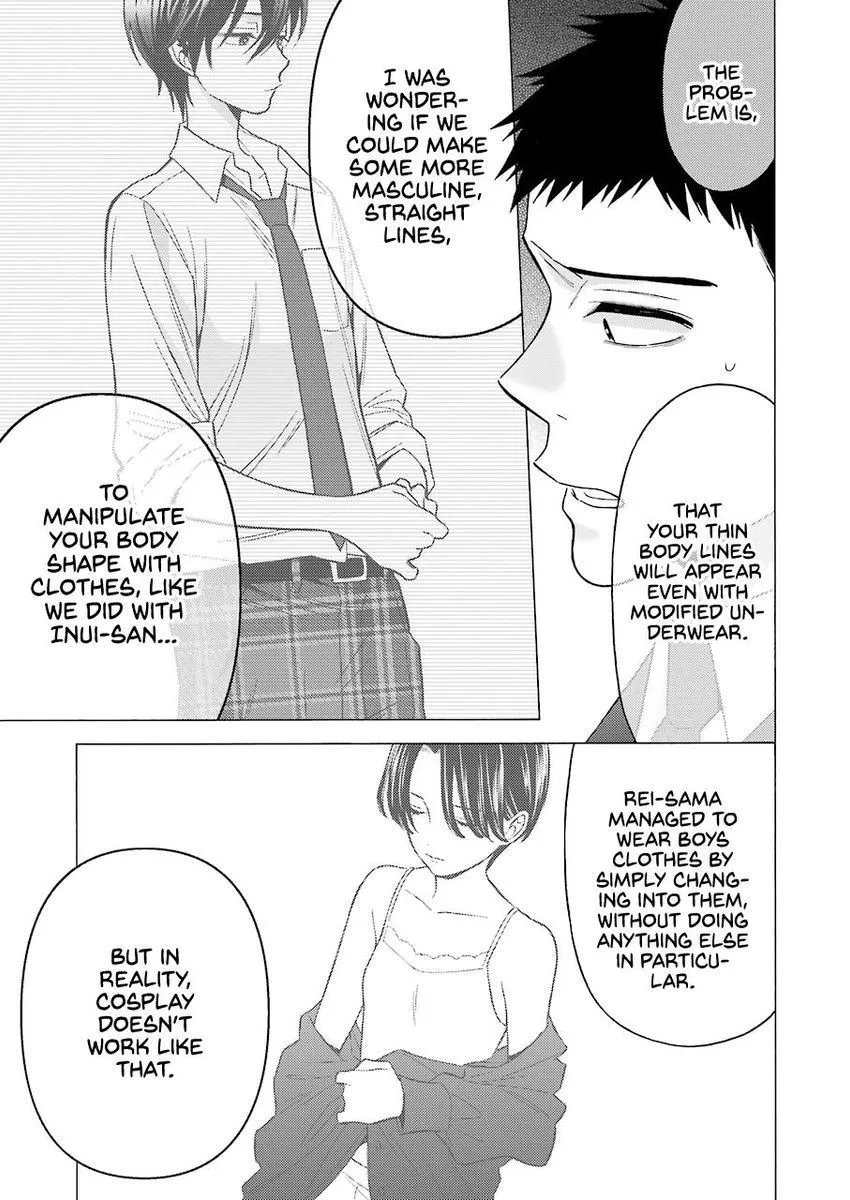 THE
PROB-
LEM IS,
THAT
YOUR THIN
BODY LINES
WILL APPEAR
EVEN WITH
MODIFIED UN-
DERWEAR.
I WAS
WONDER-
ING IF WE
COULD MAKE
SOME MORE
MASCULINE,
STRAIGHT
LINES,
TO
MANIPULATE
YOUR BODY
SHAPE WITH
CLOTHES, LIKE
WE DID WITH
INUI-SAN...
REI-SAMA
MANAGED TO
WEAR BOYS
CLOTHES BY
SIMPLY CHANG-
ING INTO THEM,
WITHOUT DOING
ANYTHING ELSE
IN PARTICU-
LAR.
BUT IN
REALITY,
COSPLAY
DOESN'T
WORK LIKE
THAT.